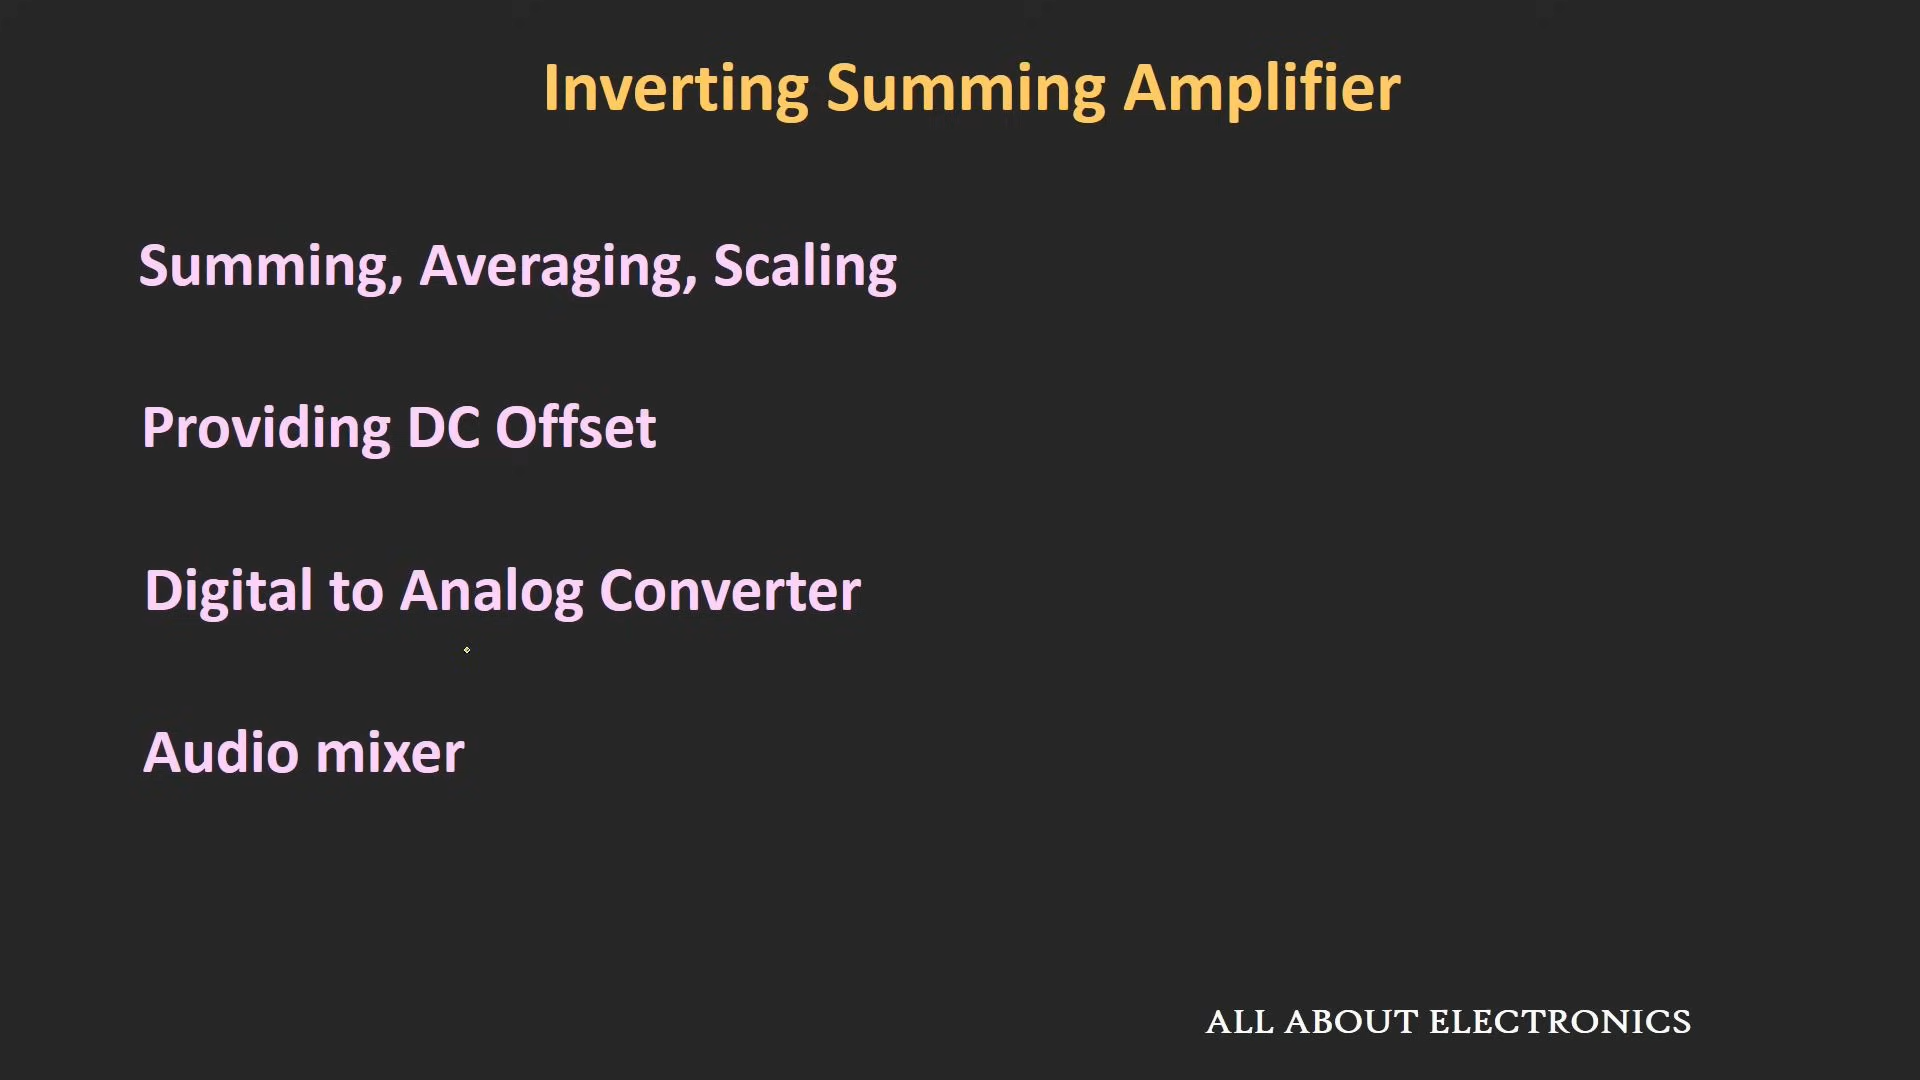 Inverting Summing Amplifier
Summing, Averaging, Scaling
Providing DC Offset
Digital to Analog Converter
Audio mixer
ALL ABOUT ELECTRONICS